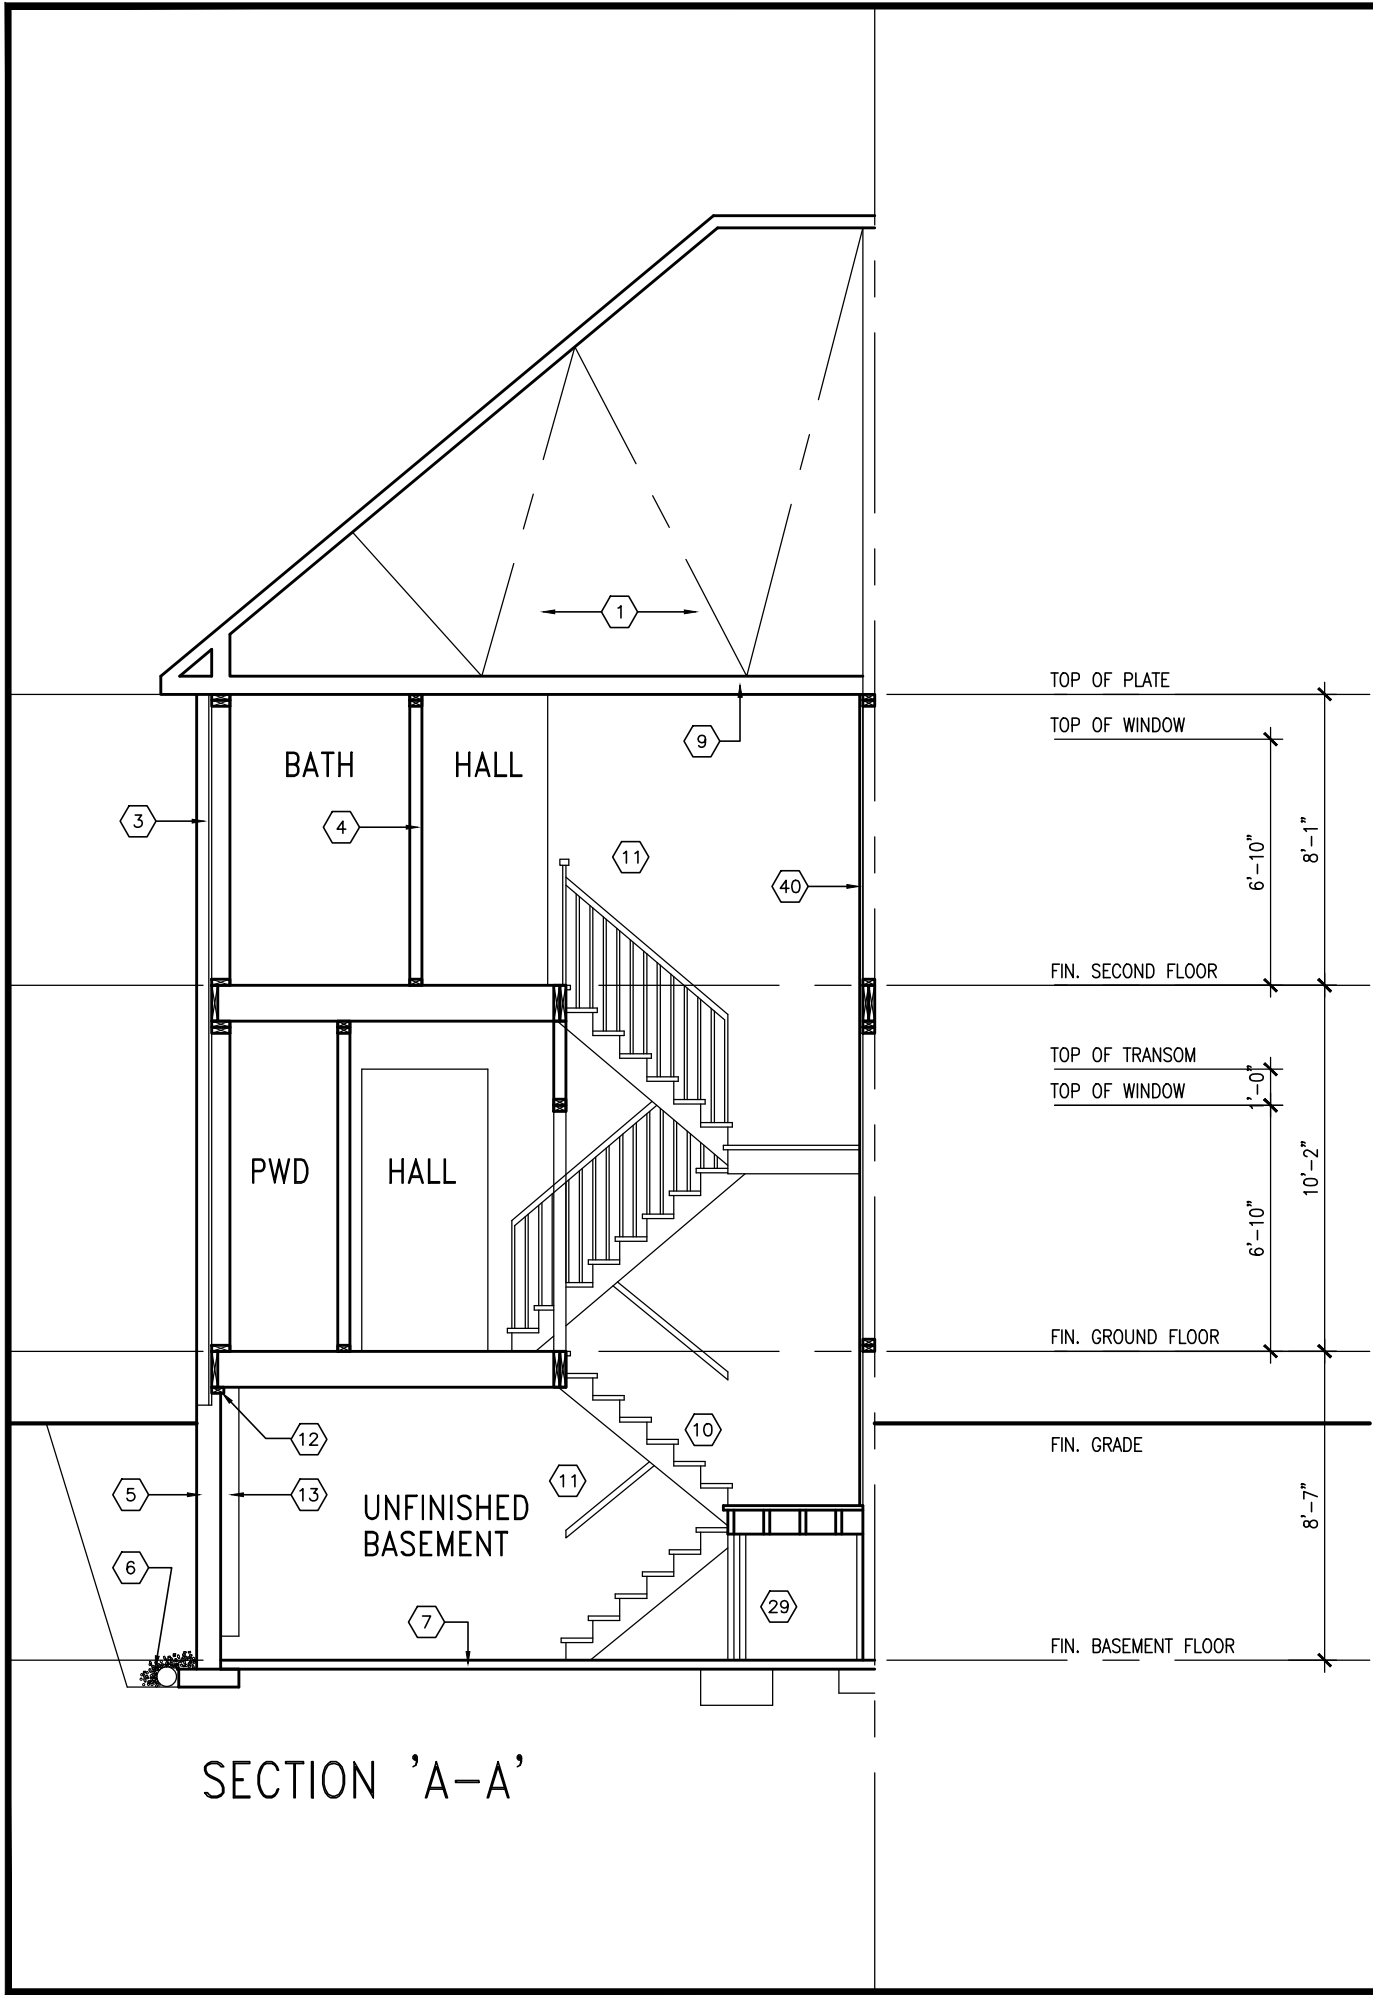 1
TOP OF PLATE
9
TOP OF WINDOW
BATH
HALL
3
4
11
40
6'-10"
8'-1"
FIN. SECOND FLOOR
TOP OF TRANSOM
1'-0"
TOP OF WINDOW
PWD
HALL
10'-2"
6'-10"
FIN. GROUND FLOOR
12
10
FIN. GRADE
5
13
11
UNFINISHED
BASEMENT
8'-7"
6
7
29
FIN. BASEMENT FLOOR
SECTION 'A-A'